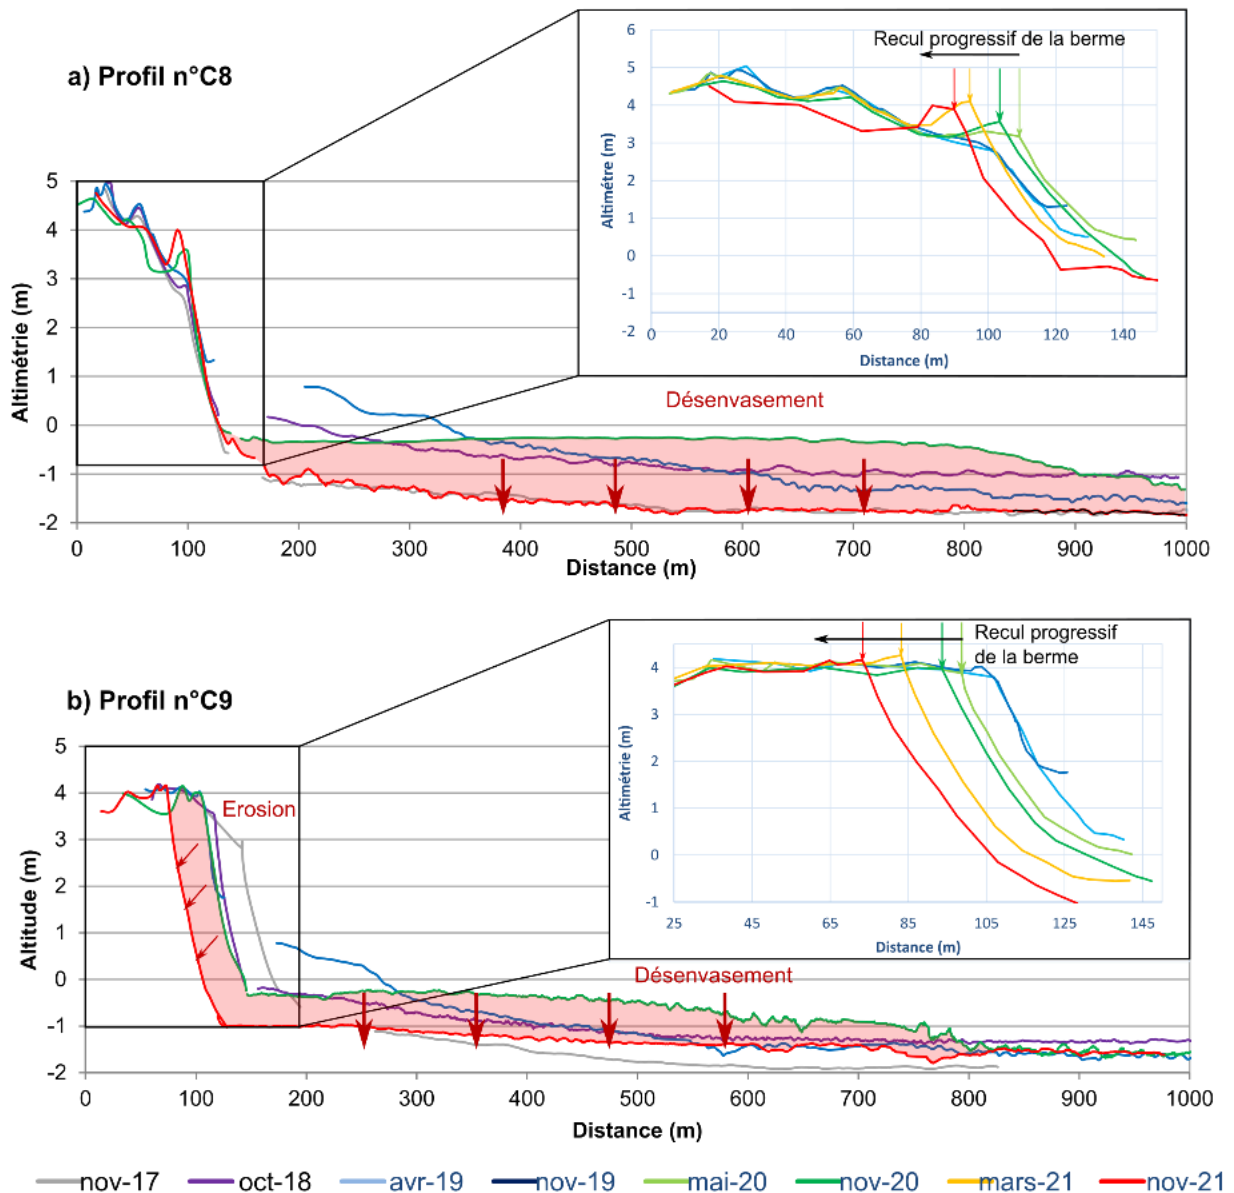 a) Profil n°C8
Recul progressif de la berme
Altimétre (m)
6
5
4
3
2
1
0
-1
-2
0 20 40 60 80 100 120 140
Distance (m)
Altimétrie (m)
5
4
3
2
1
0
-1
-2
Désenvasement
0 100 200 300 400 500 600 700 800 900 1000
Distance (m)
b) Profil n°C9
Recul progressif
de la berme
Altimétrie (m)
4
3
2
1
0
-1
25 45 65 85 105 125 145
Distance (m)
Altitude (m)
5
4
3
2
1
0
-1
-2
Erosion
Désenvasement
0 100 200 300 400 500 600 700 800 900 1000
Distance (m)
nov-17 oct-18 avr-19 nov-19 mai-20 nov-20 mars-21 nov-21